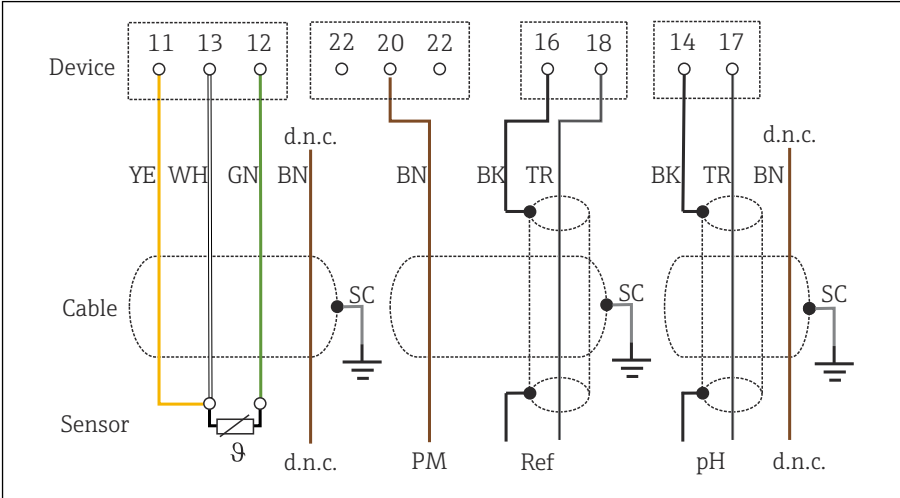 11 13 12 22 20 22 16 18 14 17
Device
d.n.c. d.n.c.
YE WH GN BN BN BK TR BK TR BN
SC SC SC
Cable
Sensor
ϑ
d.n.c. PM Ref pH d.n.c.